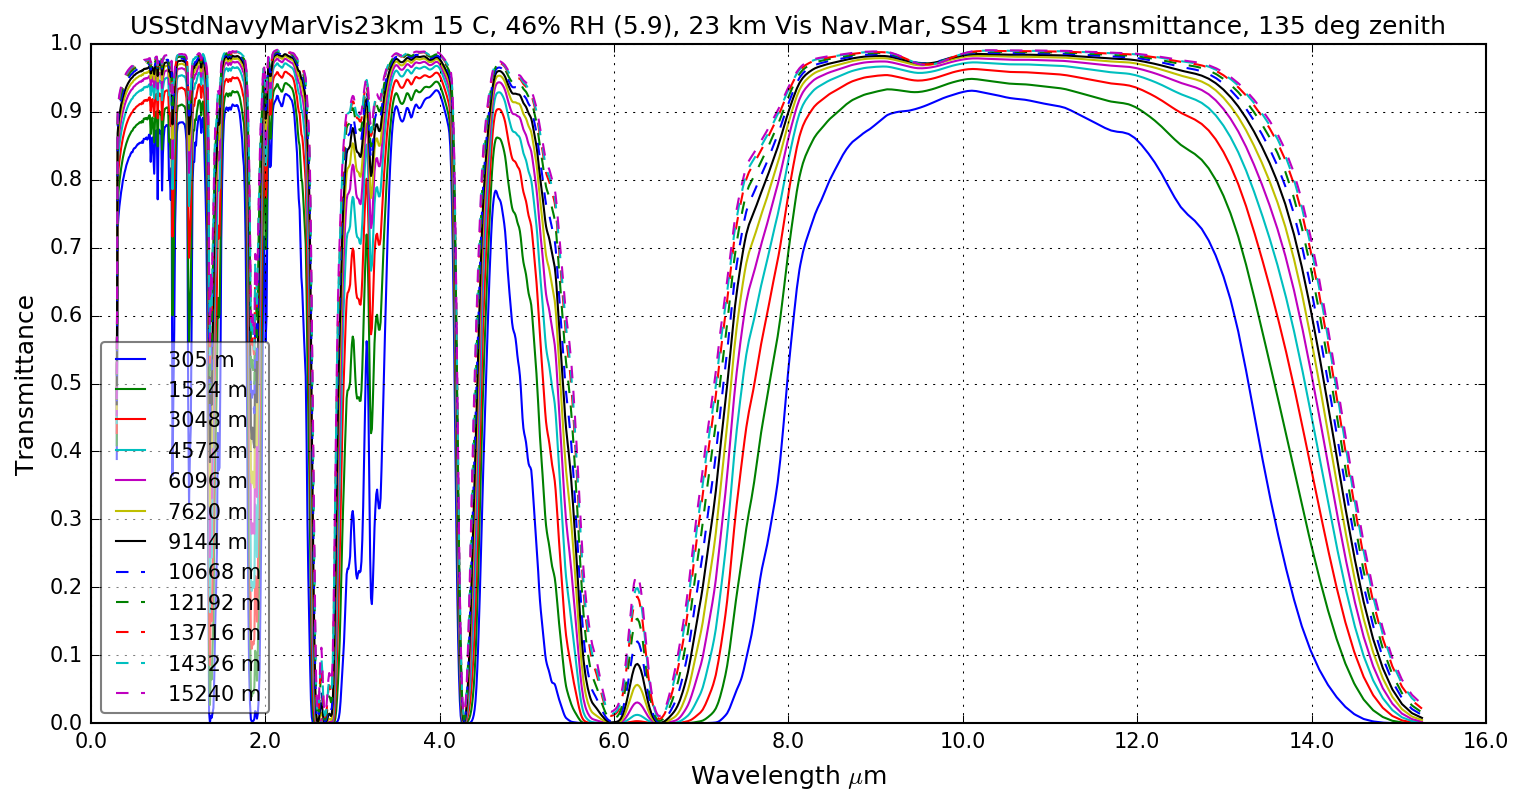 USStdNavyMarVis23km 15 C, 46% RH (5.9), 23 km Vis Nav.Mar, SS4 1 km transmittance, 135 deg zenith
1.0
0.9
0.8
0.7
0.6
0.5
0.4
0.3
0.2
0.1
0.0
Transmittance
305 m
1524 m
3048 m
4572 m
6096 m
7620 m
9144 m
10668 m
12192 m
13716 m
14326 m
15240 m
0.0 2.0 4.0 6.0 8.0 10.0 12.0 14.0 16.0
Wavelength μm